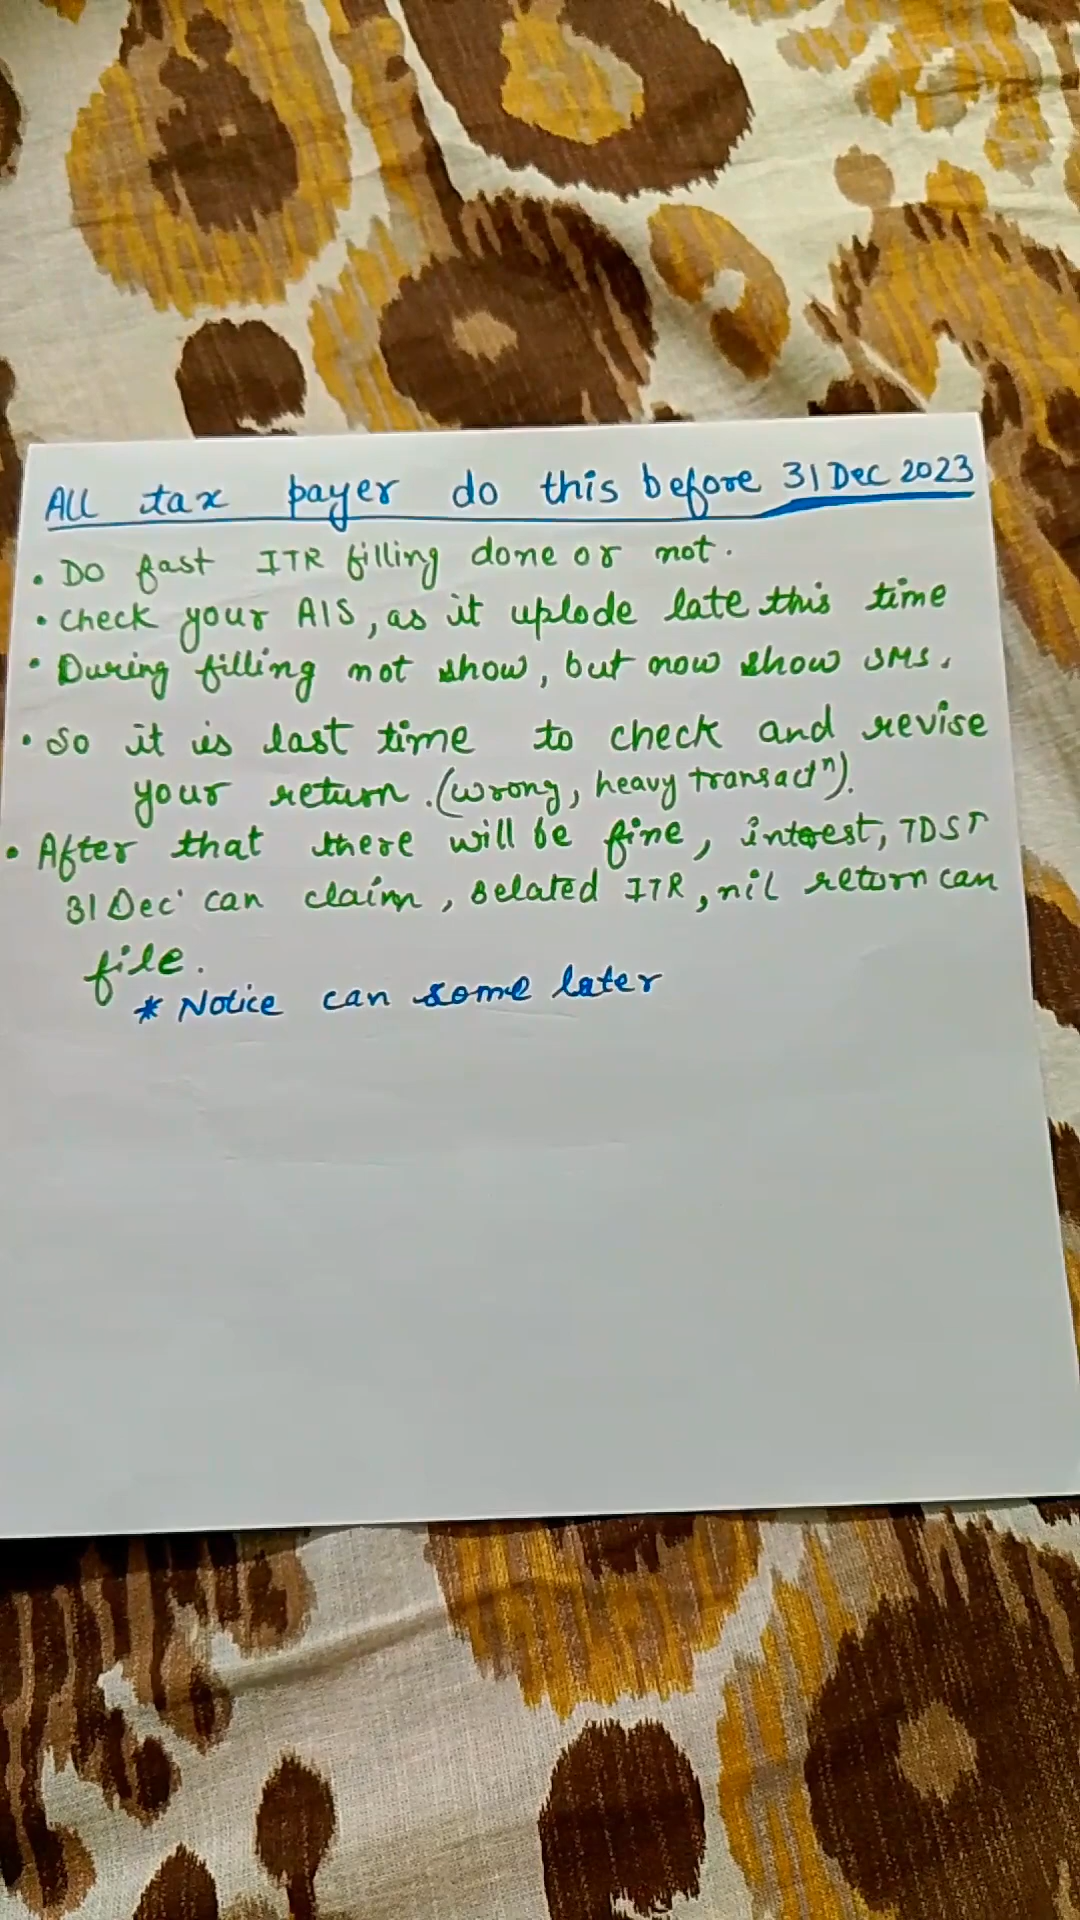 All tax payer do this before 31 Dec 2023
• Do fast ITR filling done or not.
• Check your AIS, as it uplode late this time
• During filling not show, but now show SMS.
• So it is last time to check and revise
your return. (wrong, heavy transactⁿ).
• After that there will be fine, interest, TDS↑
31 Dec' can claim, Belated ITR, nil return can
file.
* Notice can some later